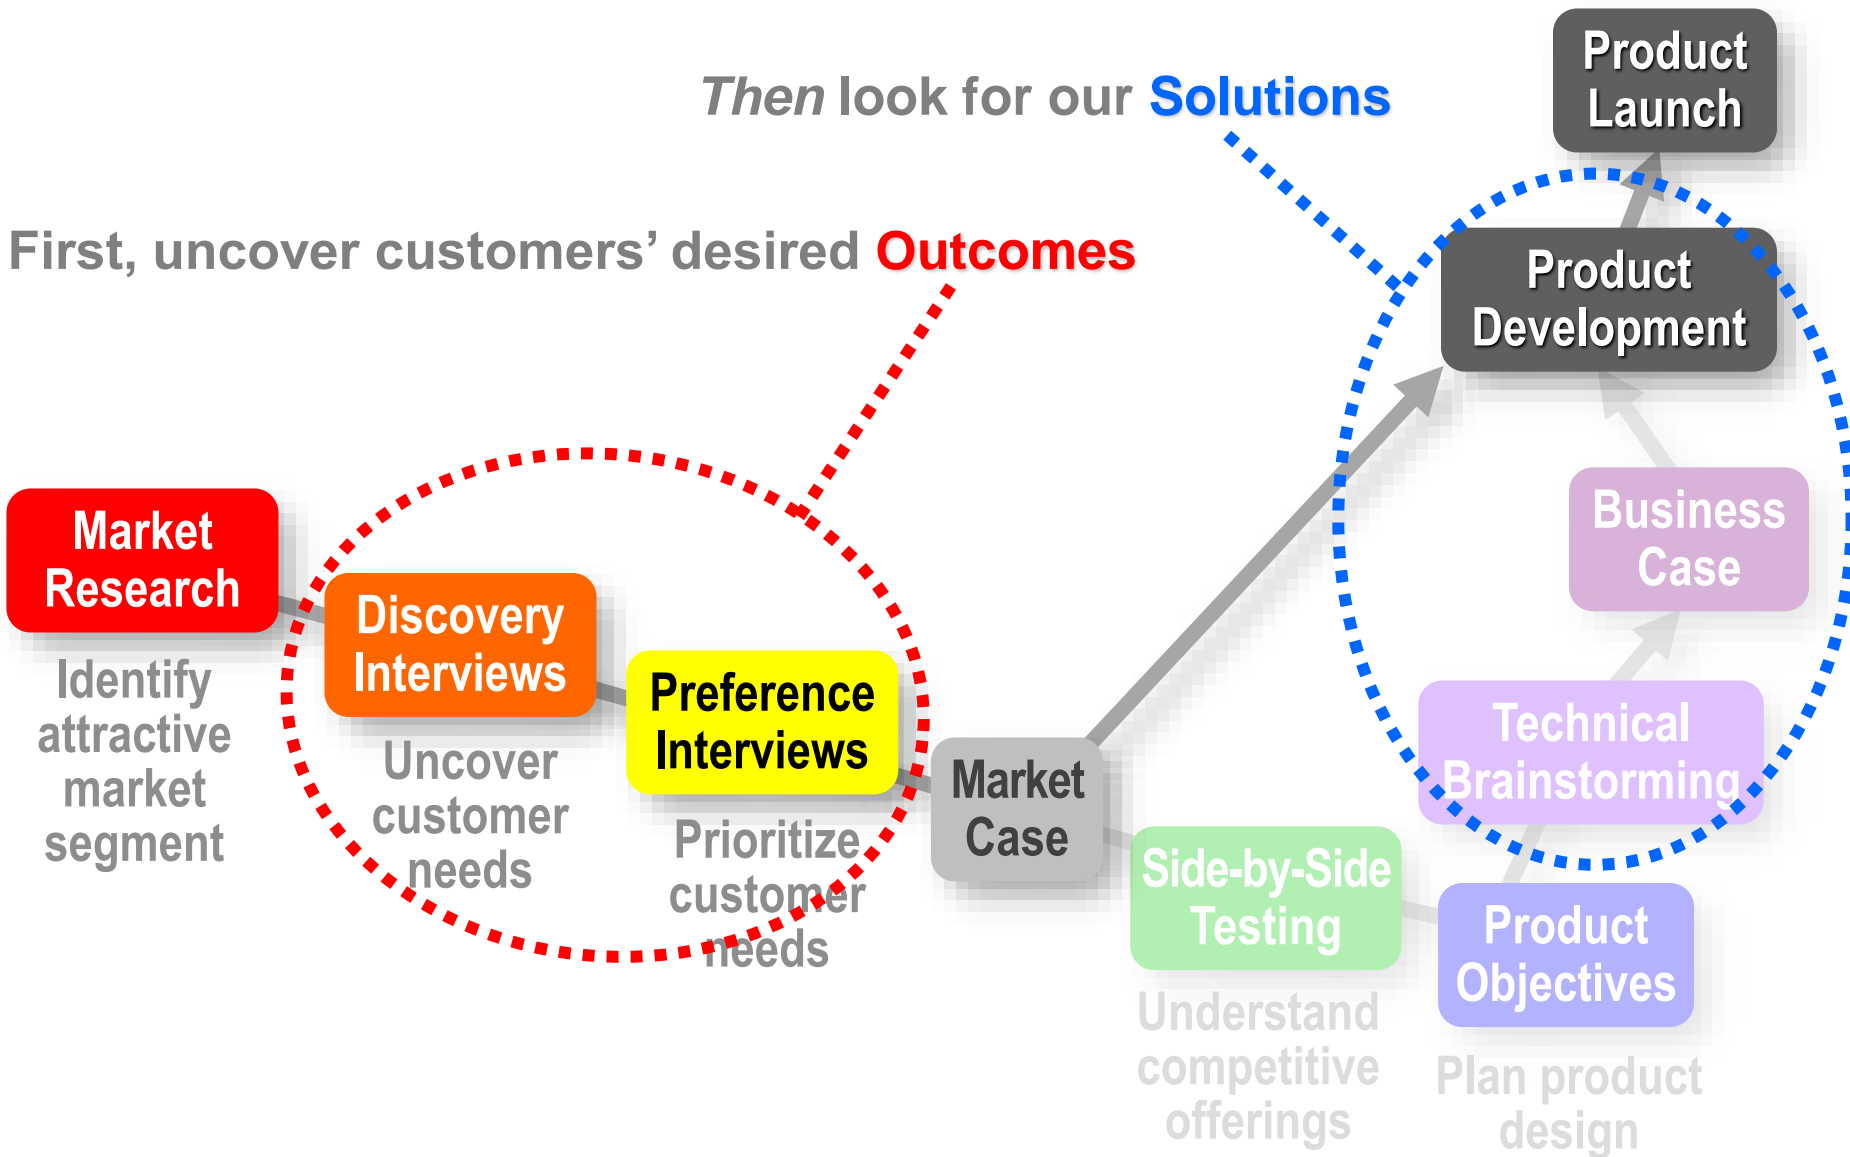 Product
Launch
Then look for our Solutions
First, uncover customers’ desired Outcomes
Product
Development
Market
Research
Identify
attractive
market
segment
Discovery
Interviews
Uncover
customer
needs
Preference
Interviews
Prioritize
customer
needs
Market
Case
Side-by-Side
Testing
Understand
competitive
offerings
Product
Objectives
Plan product
design
Technical
Brainstorming
Business
Case